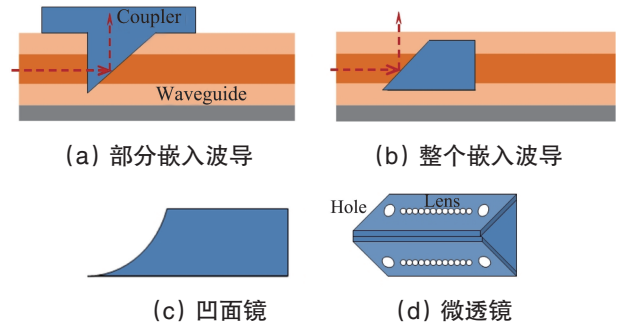 Coupler
Waveguide
(a) 部分嵌入波导
(b) 整个嵌入波导
Hole
Lens
(c) 凹面镜
(d) 微透镜